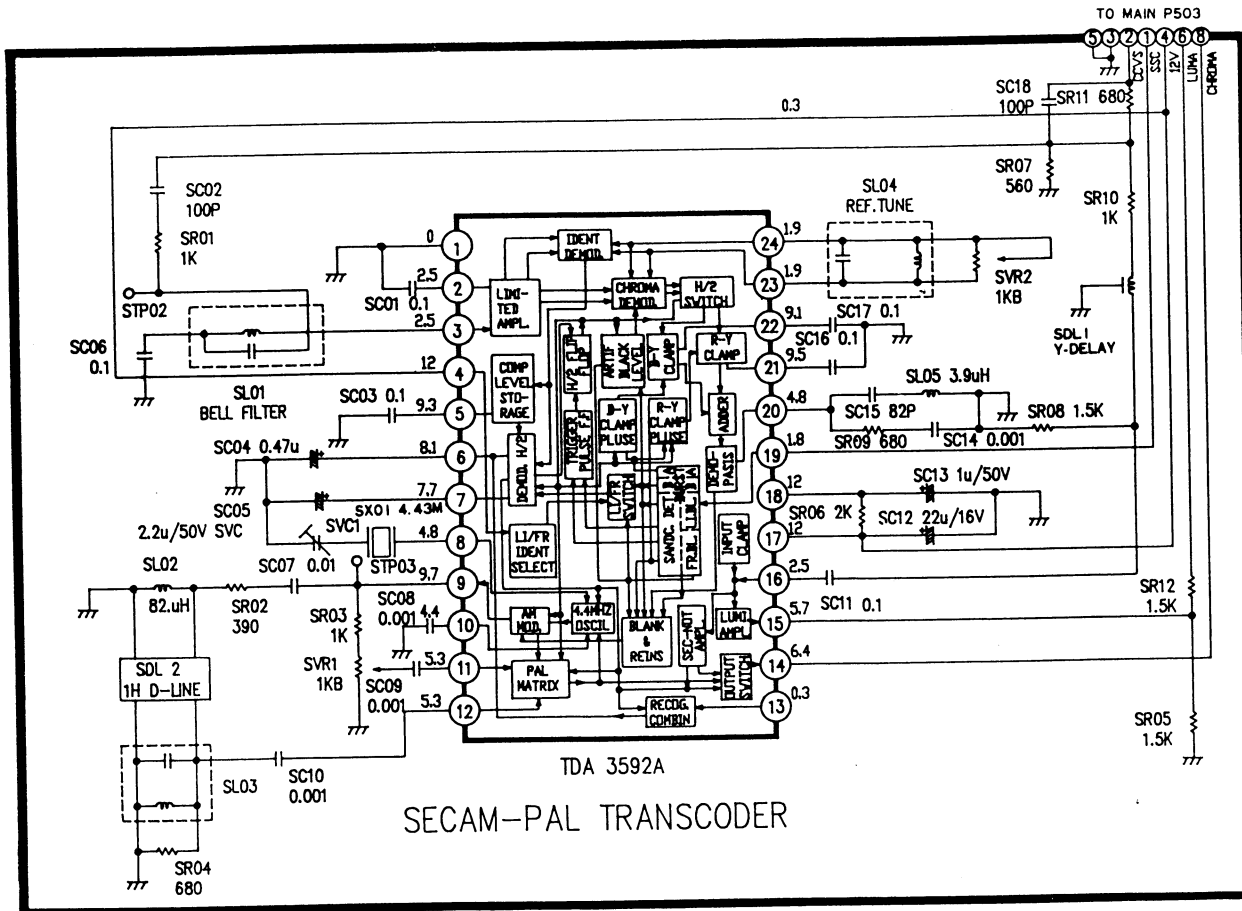 TO MAIN P503
5 3 2 1 4 6 8
CCVS
SSC
12V
LUMA
CHROMA
SC18
100P
SR11 680
0.3
SR07
560
SR10
1K
SC02
100P
SR01
1K
STP02
SC06
0.1
SL01
BELL FILTER
SC01 0.1
SC03 0.1
SC04 0.47u
SC05
2.2u/50V SVC
SVC1
0.01
SX01 4.43M
STP03
SL02
82.uH
SR02
390
SC07
SR03
1K
SVR1
1KB
SC08
0.001
SC09
0.001
SDL 2
1H D-LINE
SL03
SC10
0.001
SR04
680
0
1
2.5
2
2.5
3
12
4
9.3
5
8.1
6
7.7
7
4.8
8
9.7
9
4.4
10
5.3
11
5.3
12
IDENT
DEMOD.
LIMI-
TED
AMPL.
CHROMA
DEMOD.
H/2
SWITCH
H/2 FLIP
FLOP
ARTIF
BLACK
LEVEL
B-Y
CLAMP
R-Y
CLAMP
COMP
LEVEL
STO-
RAGE
ADDER
B-Y
CLAMP
PLUSE
R-Y
CLAMP
PLUSE
TRIGGER
PULSE F.F
DEMOD. H/2
DEMO-
PASIS
LI/FR
SWITCH
SANDC. DET.
BURST
FR.BL.
LI.BL.
INPUT
CLAMP
LI/FR
IDENT
SELECT
AM
MOD.
4.4MHZ
OSCIL
BLANK
&
REINS
SEC-NOT
AMPL
LUMI
AMPL.
PAL
MATRIX
OUTPUT
SWITCH
RECOG.
COMBIN
24
1.9
23
1.9
22
9.1
21
9.5
20
4.8
19
1.8
18
12
17
12
16
2.5
15
5.7
14
6.4
13
0.3
SL04
REF.TUNE
SVR2
1KB
SC17 0.1
SC16 0.1
SDL1
Y-DELAY
SL05 3.9uH
SC15 82P
SR08 1.5K
SR09 680
SC14 0.001
SC13 1u/50V
SR06 2K
SC12 22u/16V
SC11 0.1
SR12
1.5K
SR05
1.5K
TDA 3592A
SECAM-PAL TRANSCODER